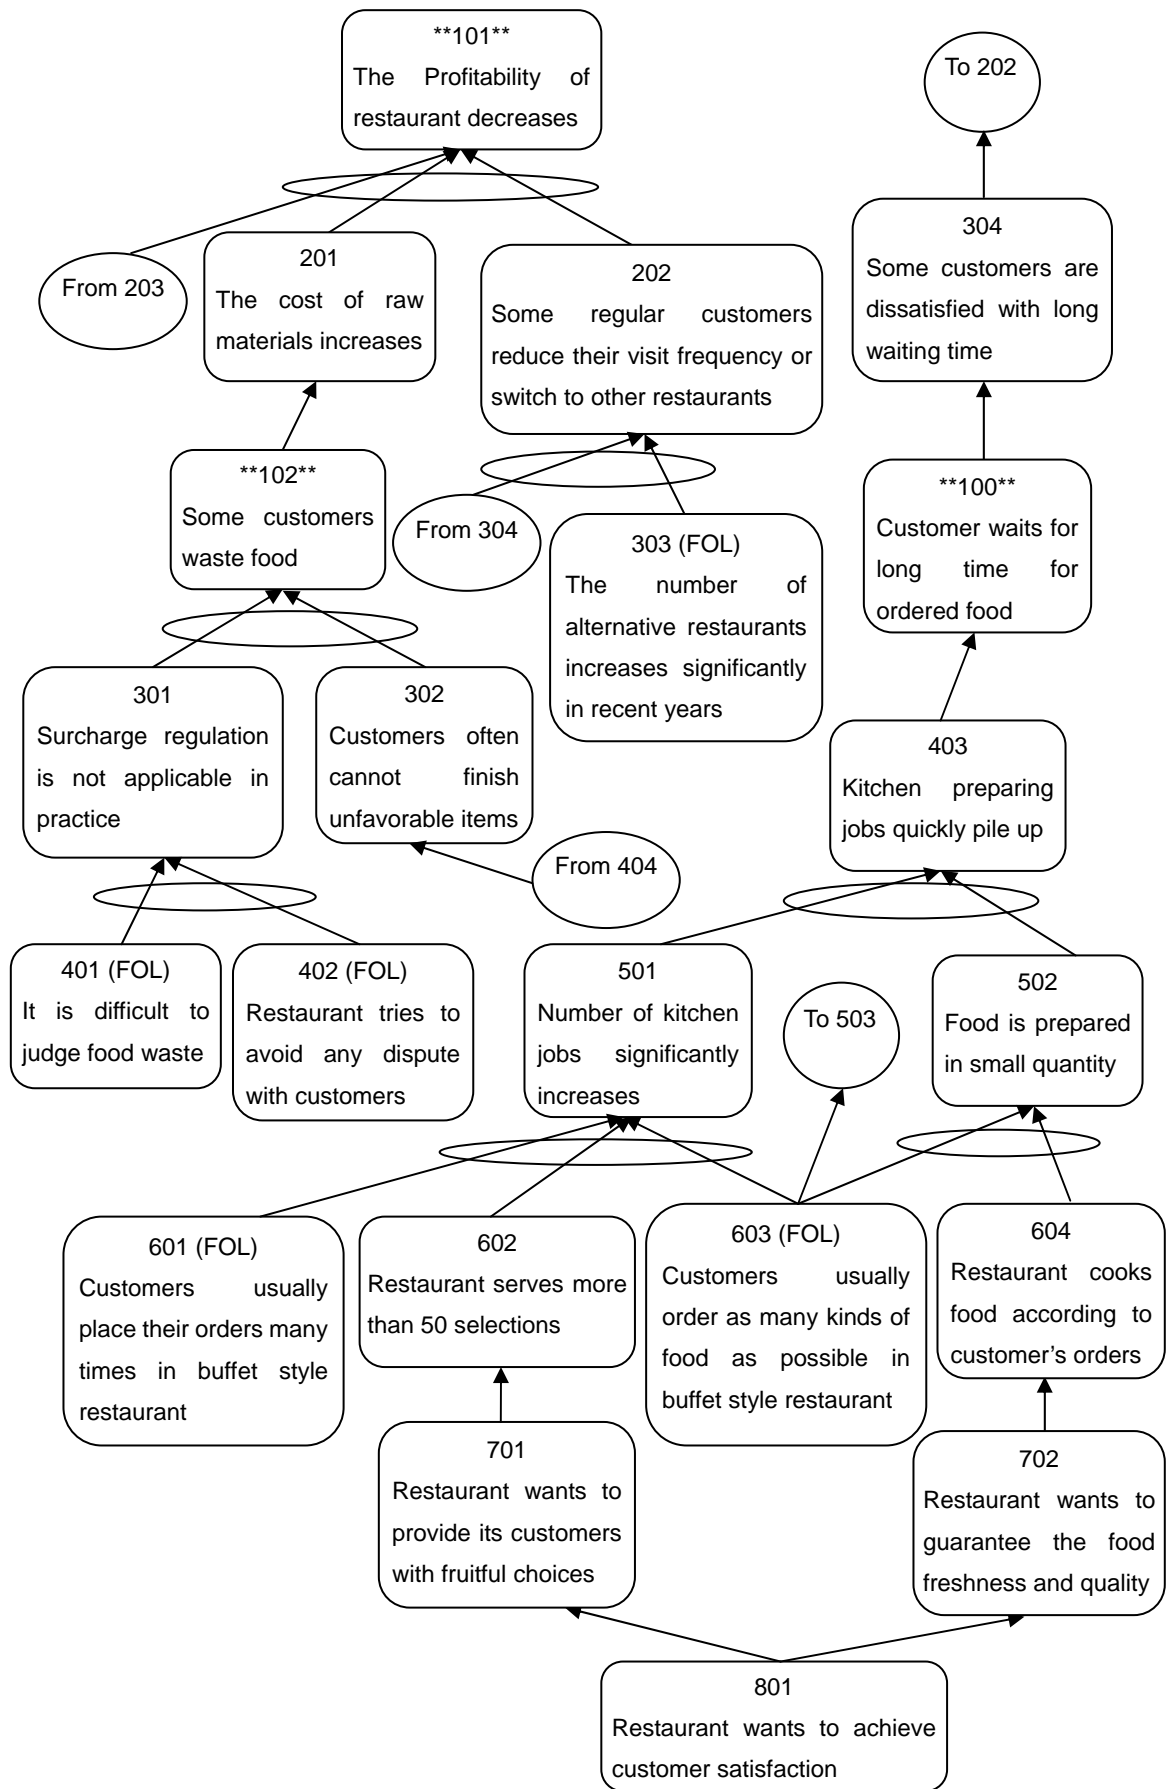 **101**
The Profitability of
restaurant decreases
To 202
304
Some customers are
dissatisfied with long
waiting time
From 203
201
The cost of raw
materials increases
202
Some regular customers
reduce their visit frequency or
switch to other restaurants
**102**
Some customers
waste food
From 304
303 (FOL)
The number of
alternative restaurants
increases significantly
in recent years
**100**
Customer waits for
long time for
ordered food
301
Surcharge regulation
is not applicable in
practice
302
Customers often
cannot finish
unfavorable items
403
Kitchen preparing
jobs quickly pile up
From 404
401 (FOL)
It is difficult to
judge food waste
402 (FOL)
Restaurant tries to
avoid any dispute
with customers
501
Number of kitchen
jobs significantly
increases
To 503
502
Food is prepared
in small quantity
601 (FOL)
Customers usually
place their orders many
times in buffet style
restaurant
602
Restaurant serves more
than 50 selections
603 (FOL)
Customers usually
order as many kinds of
food as possible in
buffet style restaurant
604
Restaurant cooks
food according to
customer’s orders
701
Restaurant wants to
provide its customers
with fruitful choices
702
Restaurant wants to
guarantee the food
freshness and quality
801
Restaurant wants to achieve
customer satisfaction